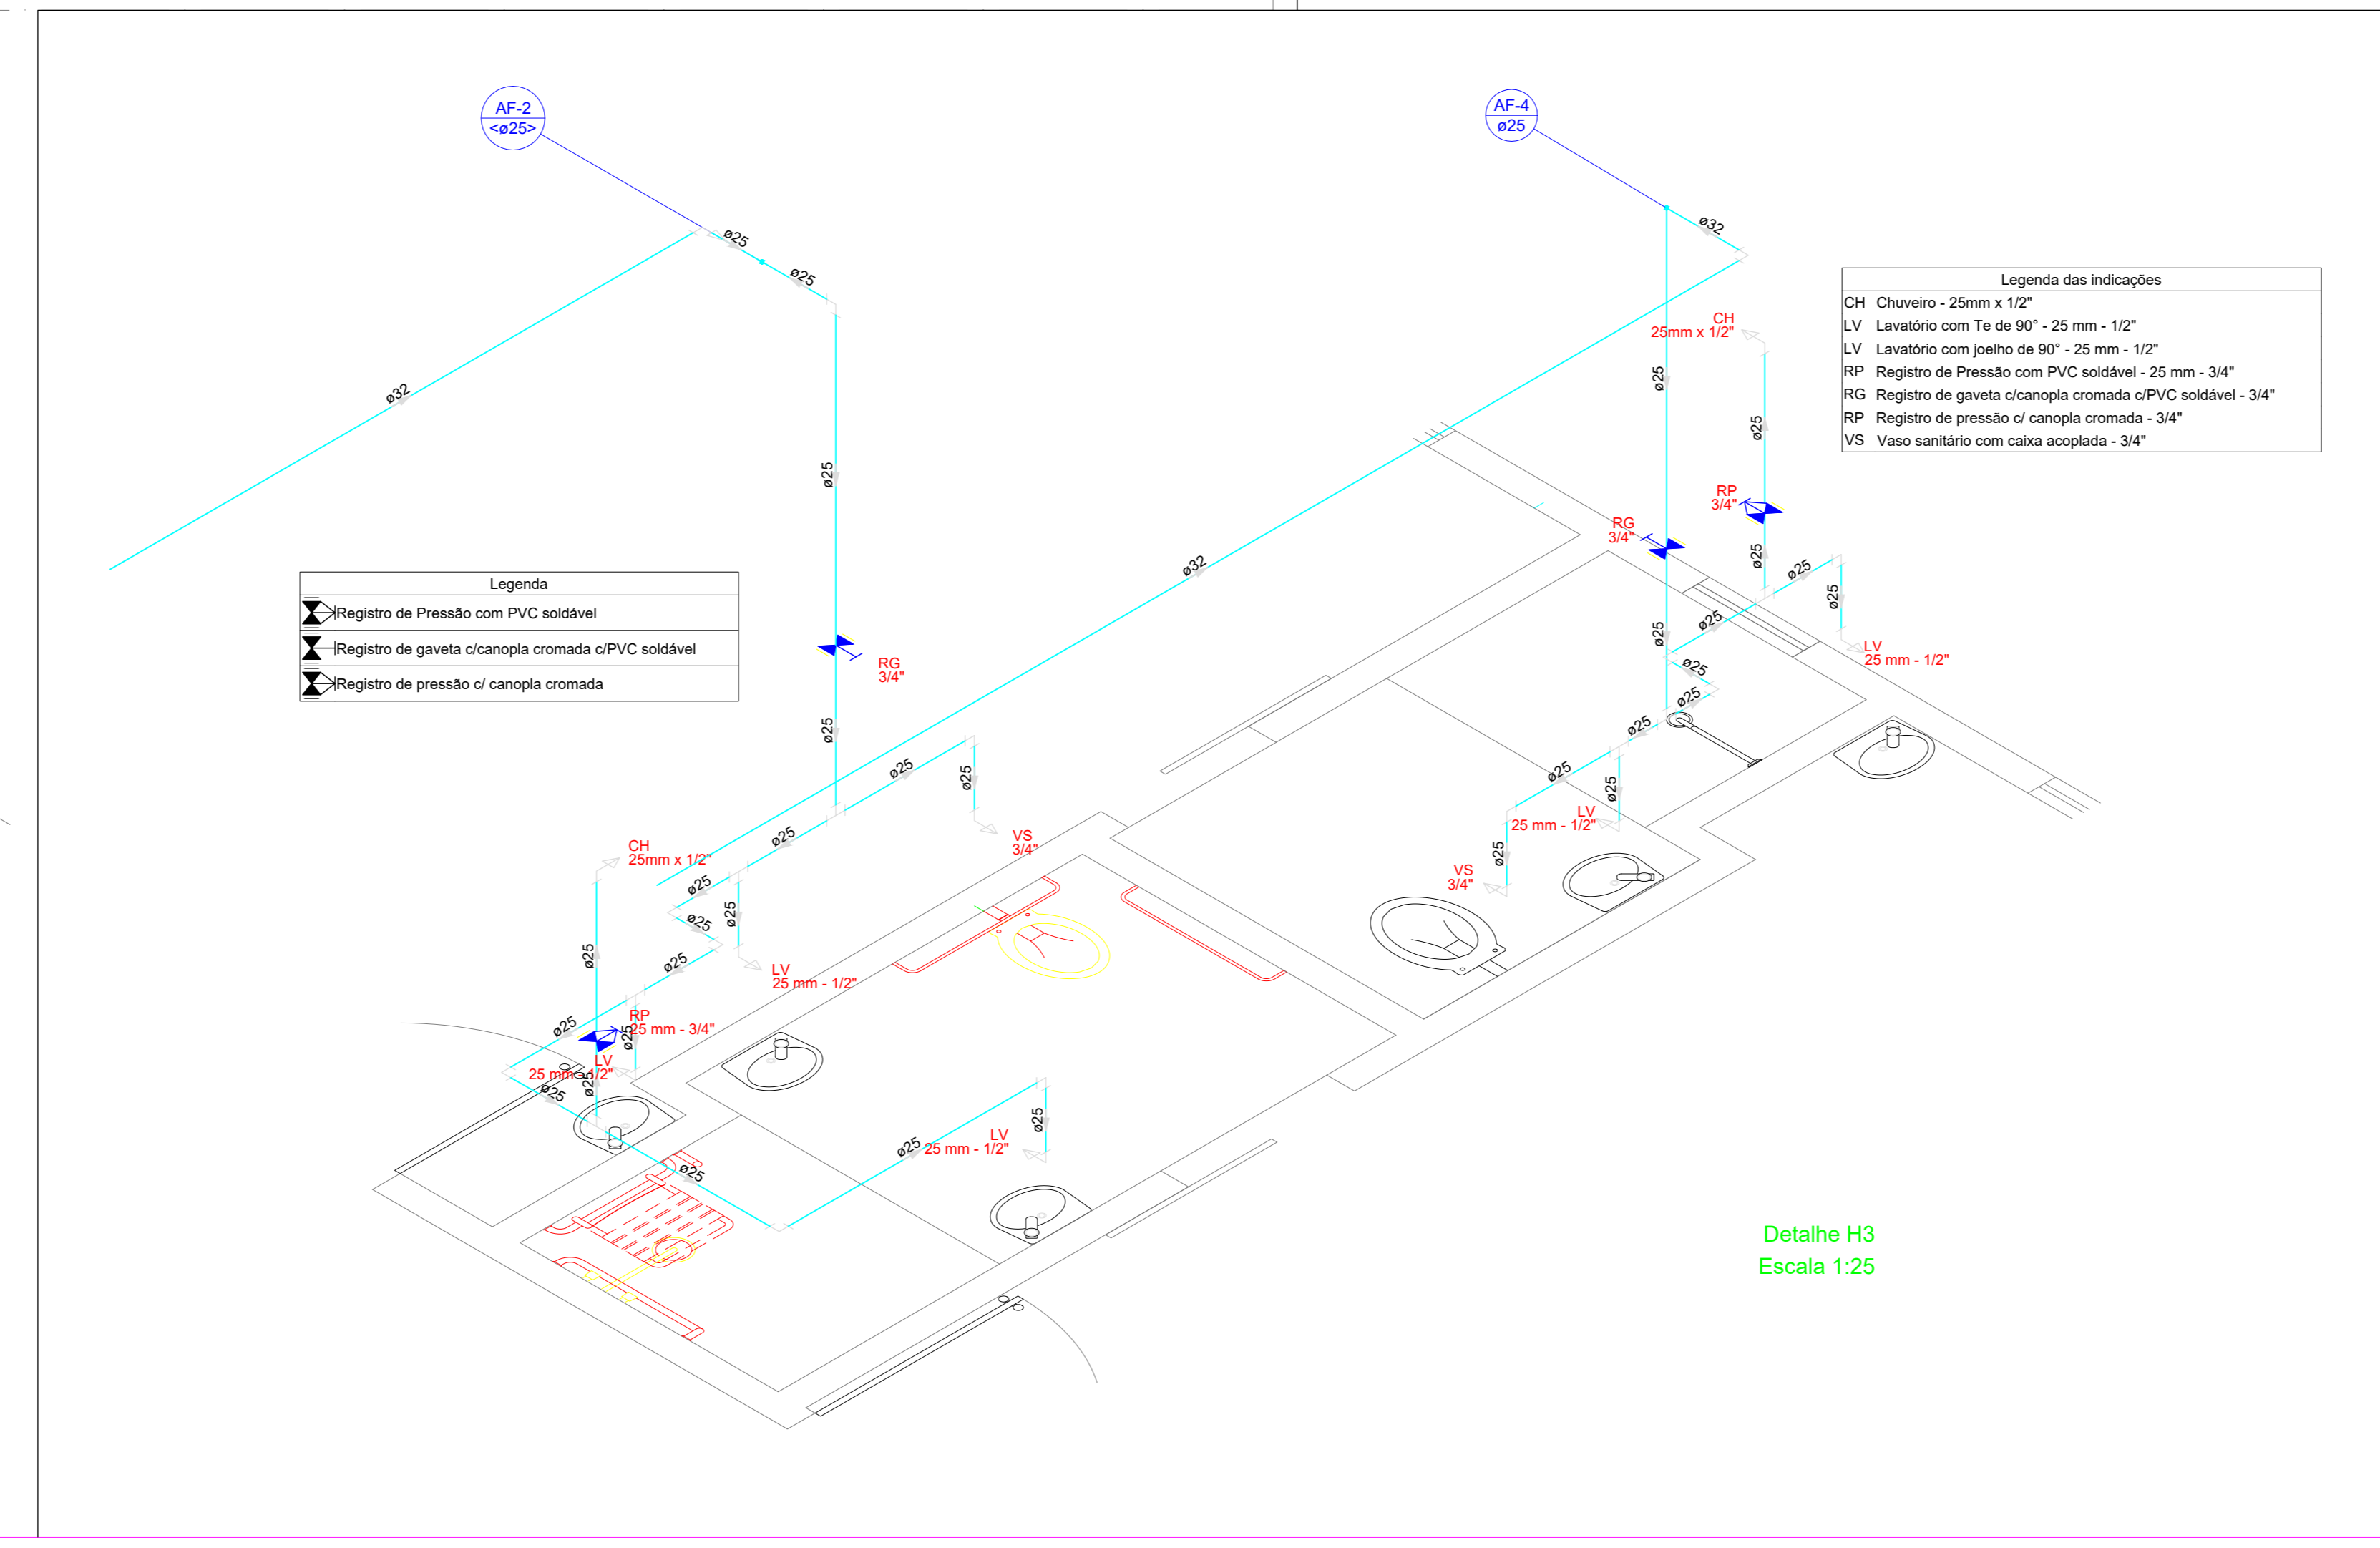 AF-2
<ø25>
AF-4
ø25
ø25
ø25
ø32
ø32
ø25
CH
25mm x 1/2"
ø25
ø25
RP
3/4"
RG
3/4"
ø25
ø25
ø25
ø25
ø25
ø25
LV
25 mm - 1/2"
Legenda das indicações
CH Chuveiro - 25mm x 1/2"
LV Lavatório com Te de 90° - 25 mm - 1/2"
LV Lavatório com joelho de 90° - 25 mm - 1/2"
RP Registro de Pressão com PVC soldável - 25 mm - 3/4"
RG Registro de gaveta c/canopla cromada c/PVC soldável - 3/4"
RP Registro de pressão c/ canopla cromada - 3/4"
VS Vaso sanitário com caixa acoplada - 3/4"
Legenda
Registro de Pressão com PVC soldável
Registro de gaveta c/canopla cromada c/PVC soldável
Registro de pressão c/ canopla cromada
ø32
ø25
RG
3/4"
ø25
ø25
ø25
ø25
ø25
ø25
ø25
ø25
LV
25 mm - 1/2"
VS
3/4"
VS
3/4"
ø25
CH
25mm x 1/2"
ø25
ø25
ø25
ø25
ø25
LV
25 mm - 1/2"
ø25
RP
25 mm - 3/4"
ø25
LV
25 mm - 1/2"
ø25
ø25
ø25
ø25
ø25
LV
25 mm - 1/2"
Detalhe H3
Escala 1:25